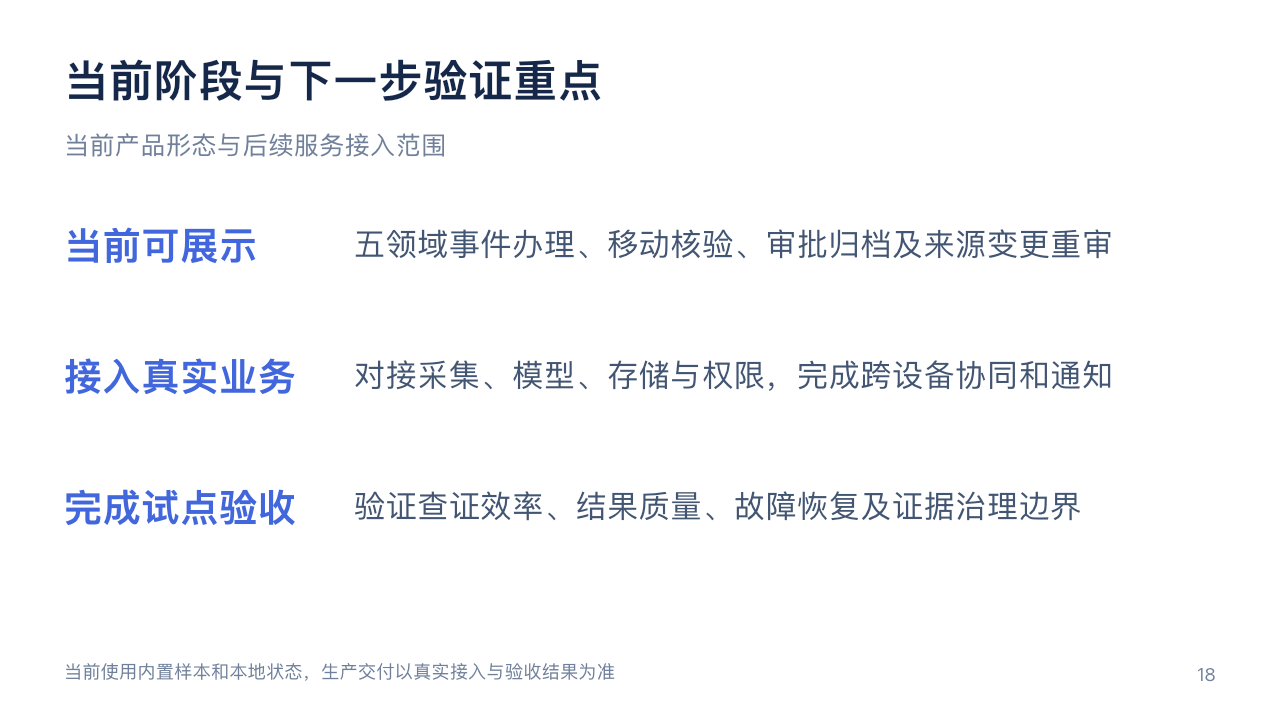 当前阶段与下一步验证重点
当前产品形态与后续服务接入范围
当前可展示
五领域事件办理、移动核验、审批归档及来源变更重审
接入真实业务
对接采集、模型、存储与权限，完成跨设备协同和通知
完成试点验收
验证查证效率、结果质量、故障恢复及证据治理边界
当前使用内置样本和本地状态，生产交付以真实接入与验收结果为准
18